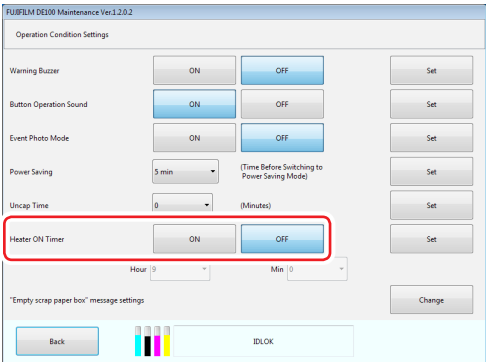 FUJIFILM DE100 Maintenance Ver.1.2.0.2
Operation Condition Settings
Warning Buzzer ON OFF Set
Button Operation Sound ON OFF Set
Event Photo Mode ON OFF Set
Power Saving 5 min (Time Before Switching to Power Saving Mode) Set
Uncap Time 0 (Minutes) Set
Heater ON Timer ON OFF Set
Hour 9 Min 0
"Empty scrap paper box" message settings Change
Back IDLOK